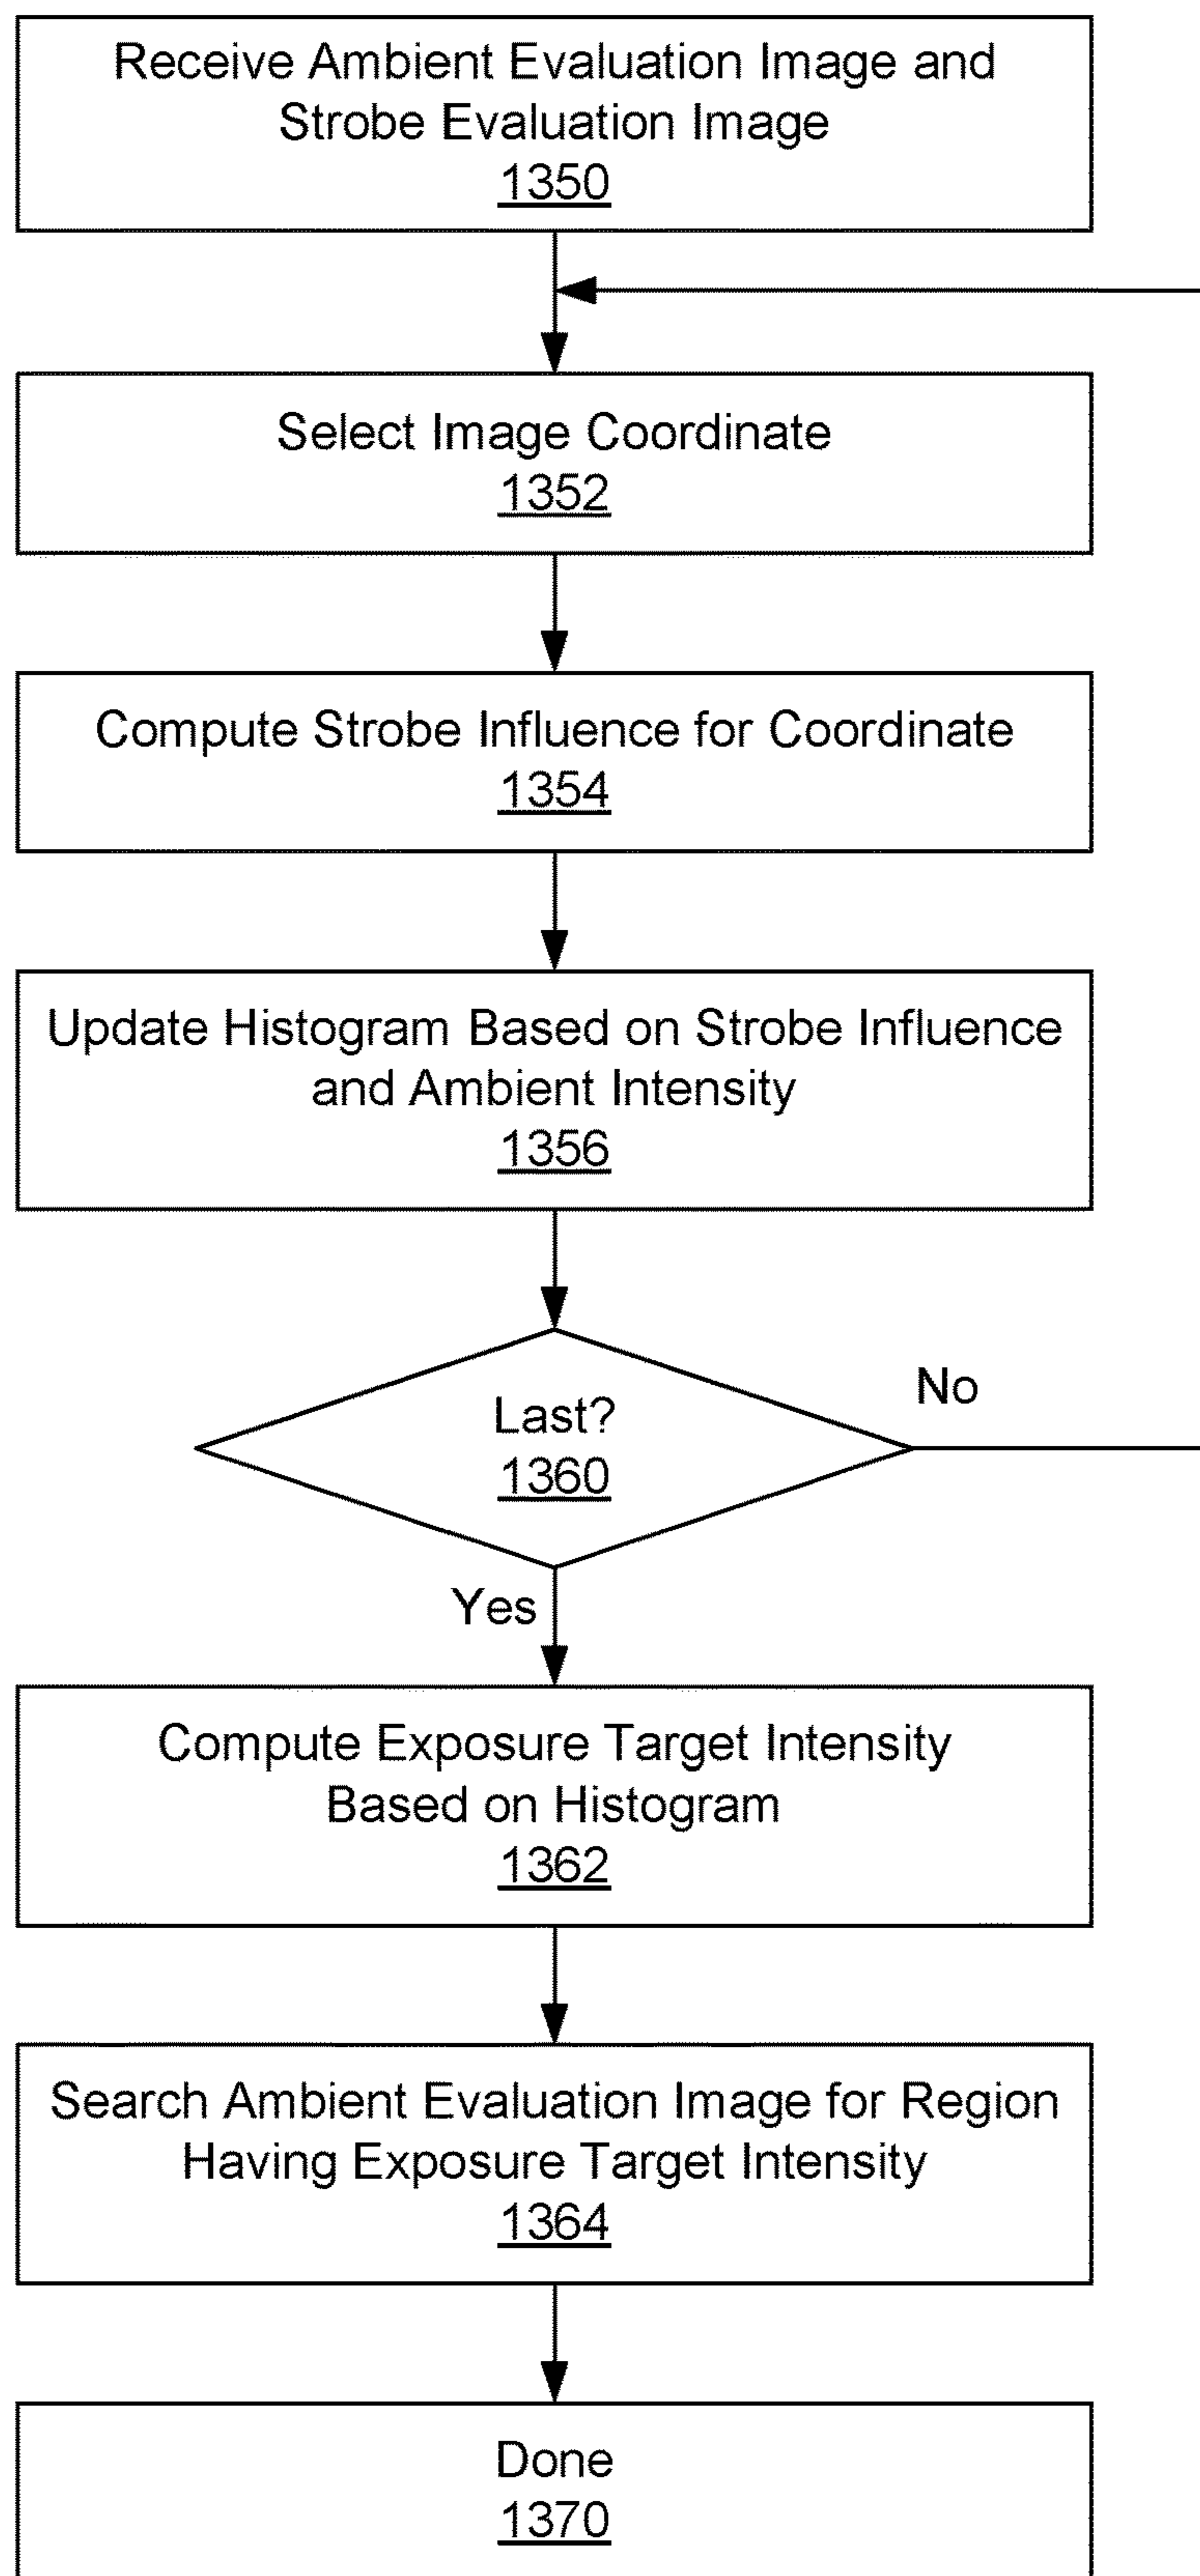 Receive Ambient Evaluation Image and
Strobe Evaluation Image
1350
Select Image Coordinate
1352
Compute Strobe Influence for Coordinate
1354
Update Histogram Based on Strobe Influence
and Ambient Intensity
1356
Last?
1360
No
Yes
Compute Exposure Target Intensity
Based on Histogram
1362
Search Ambient Evaluation Image for Region
Having Exposure Target Intensity
1364
Done
1370